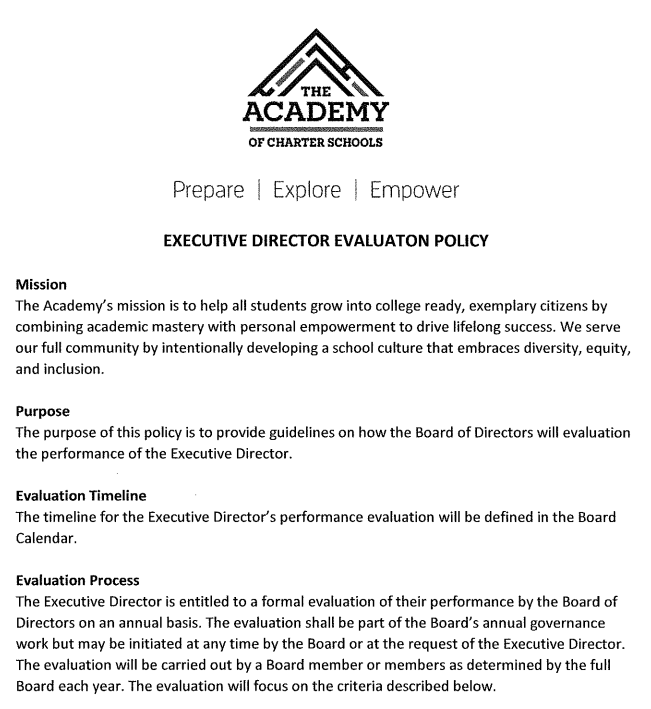 THE
ACADEMY
OF CHARTER SCHOOLS
Prepare | Explore | Empower
EXECUTIVE DIRECTOR EVALUATON POLICY
Mission
The Academy's mission is to help all students grow into college ready, exemplary citizens by
combining academic mastery with personal empowerment to drive lifelong success. We serve
our full community by intentionally developing a school culture that embraces diversity, equity,
and inclusion.
Purpose
The purpose of this policy is to provide guidelines on how the Board of Directors will evaluation
the performance of the Executive Director.
Evaluation Timeline
The timeline for the Executive Director's performance evaluation will be defined in the Board
Calendar.
Evaluation Process
The Executive Director is entitled to a formal evaluation of their performance by the Board of
Directors on an annual basis. The evaluation shall be part of the Board's annual governance
work but may be initiated at any time by the Board or at the request of the Executive Director.
The evaluation will be carried out by a Board member or members as determined by the full
Board each year. The evaluation will focus on the criteria described below.